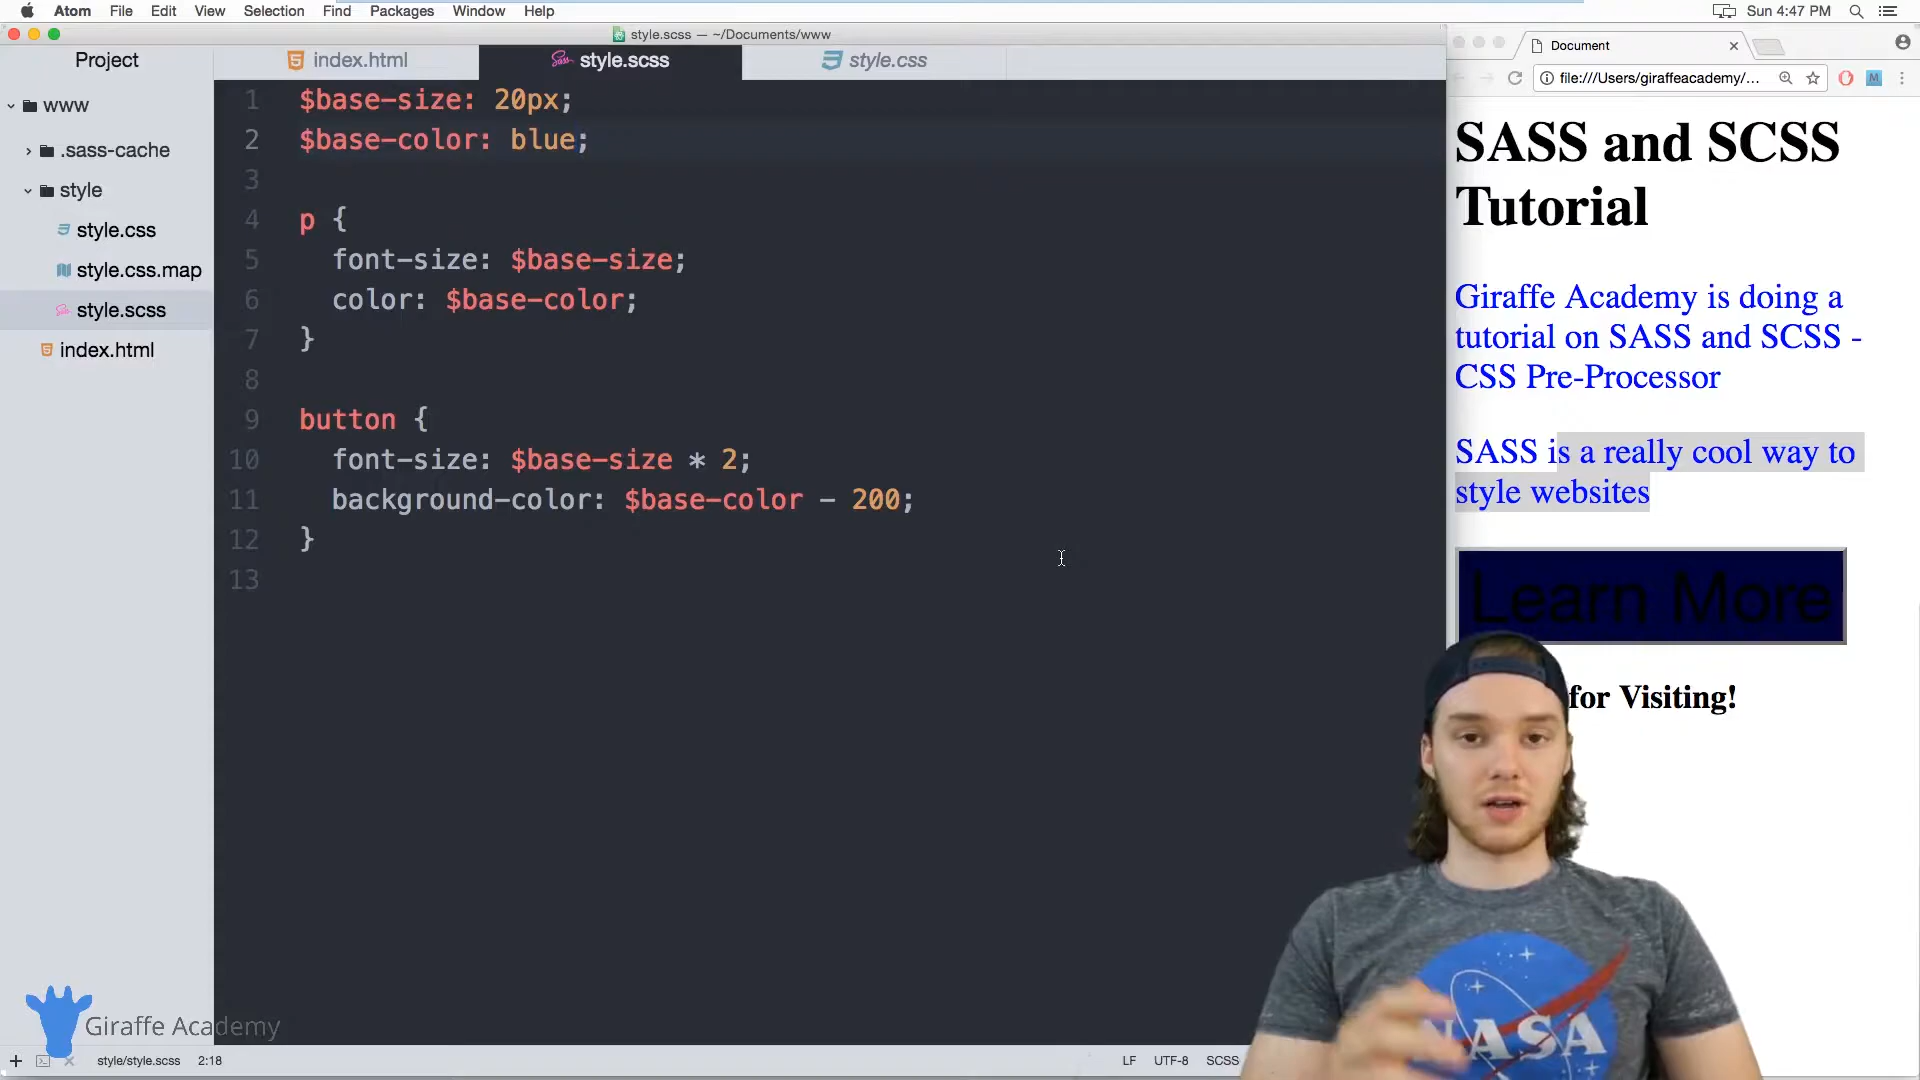 Atom File Edit View Selection Find Packages Window Help
Sun 4:47 PM
style.scss — ~/Documents/www
Project
index.html
style.scss
style.css
Document
file:///Users/giraffeacademy/...
M
www
.sass-cache
style
style.css
style.css.map
style.scss
index.html
1 $base-size: 20px;
2 $base-color: blue;
3
4 p {
5 font-size: $base-size;
6 color: $base-color;
7 }
8
9 button {
10 font-size: $base-size * 2;
11 background-color: $base-color - 200;
12 }
13
SASS and SCSS
Tutorial
Giraffe Academy is doing a
tutorial on SASS and SCSS -
CSS Pre-Processor
SASS is a really cool way to
style websites
Learn More
for Visiting!
NASA
Giraffe Academy
style/style.scss 2:18
LF UTF-8 SCSS